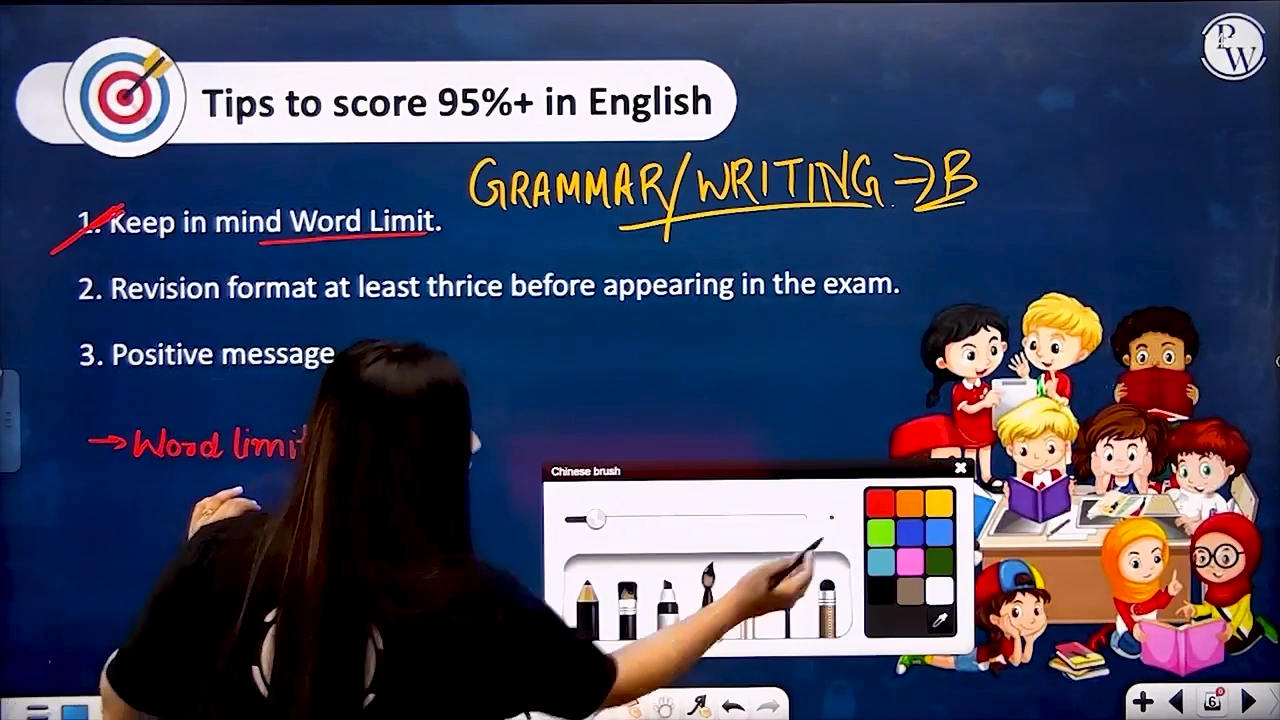 PW
Tips to score 95%+ in English
GRAMMAR/WRITING → B
1. Keep in mind Word Limit.
2. Revision format at least thrice before appearing in the exam.
3. Positive message
→ Word limit
Chinese brush
6